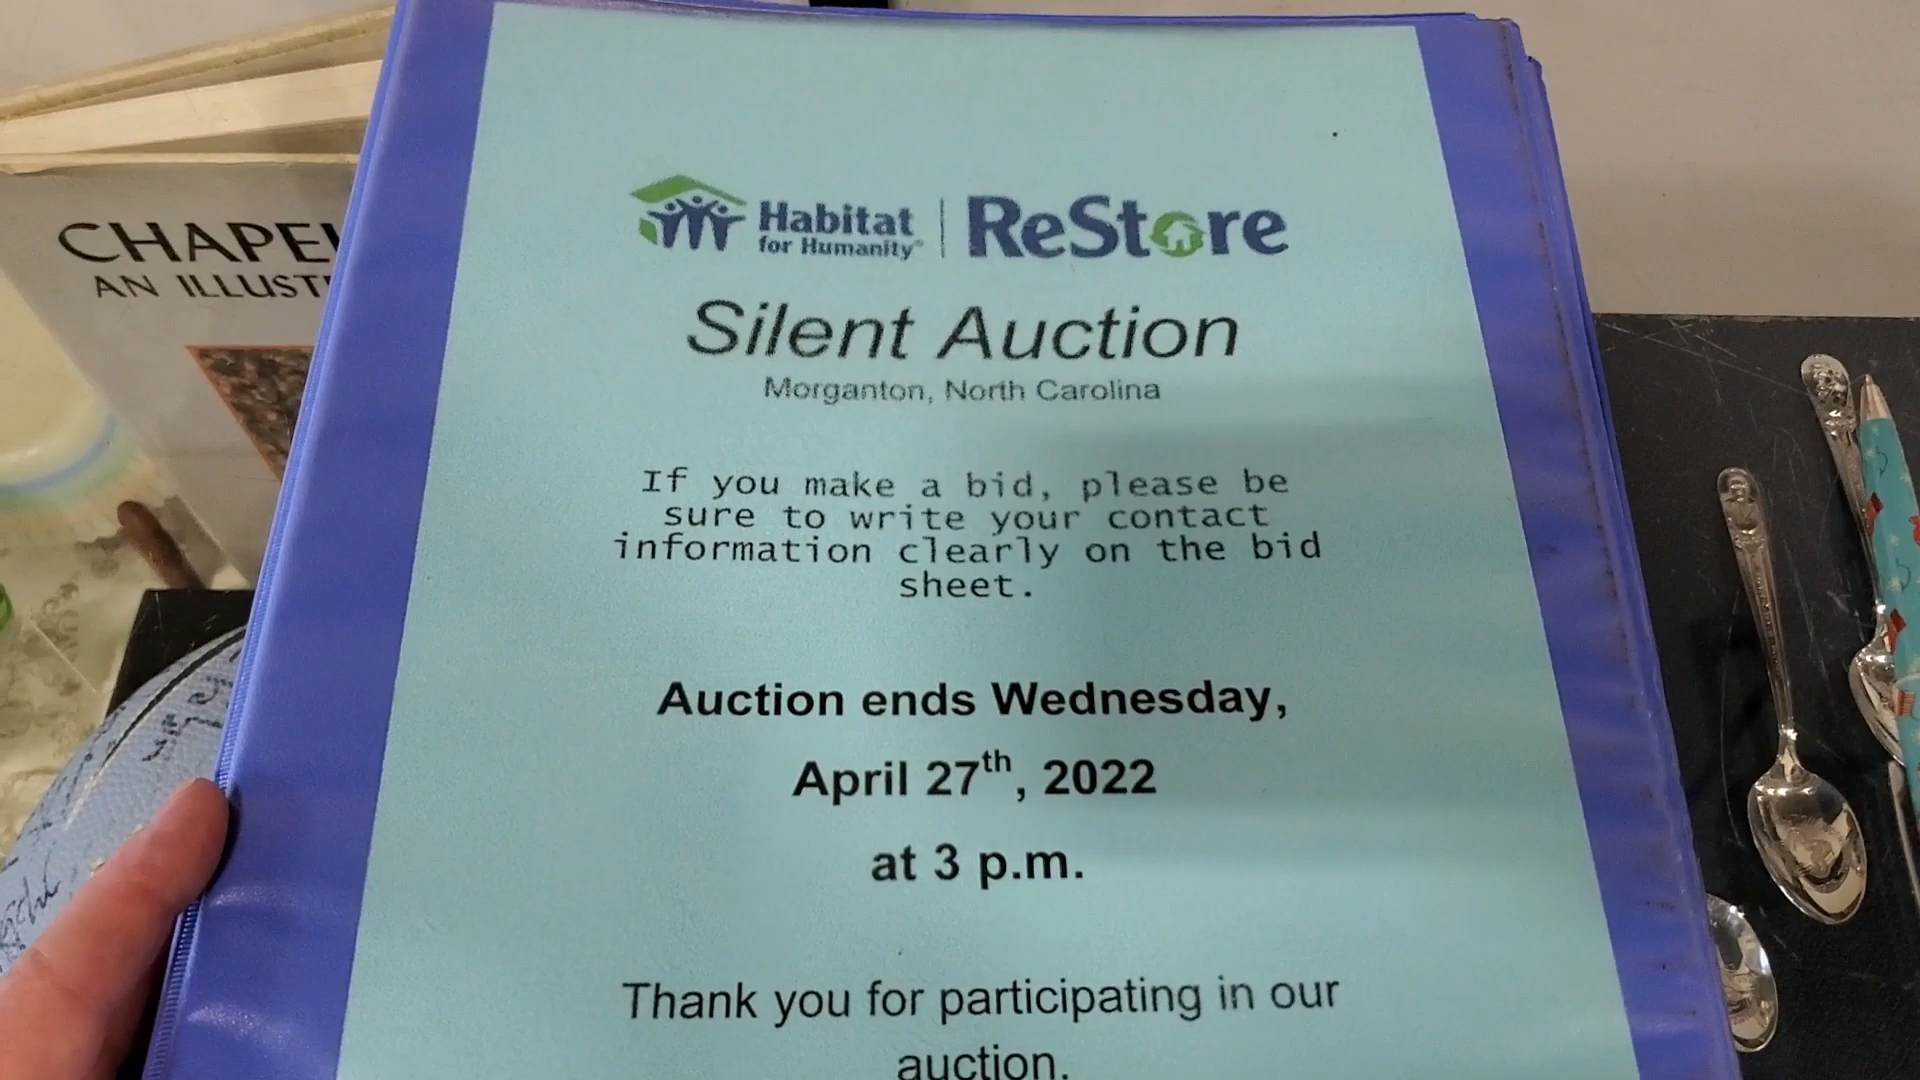 Habitat
for Humanity®
ReStore
Silent Auction
Morganton, North Carolina
If you make a bid, please be
sure to write your contact
information clearly on the bid
sheet.
Auction ends Wednesday,
April 27th, 2022
at 3 p.m.
Thank you for participating in our
auction.
CHAPE
AN ILLUST